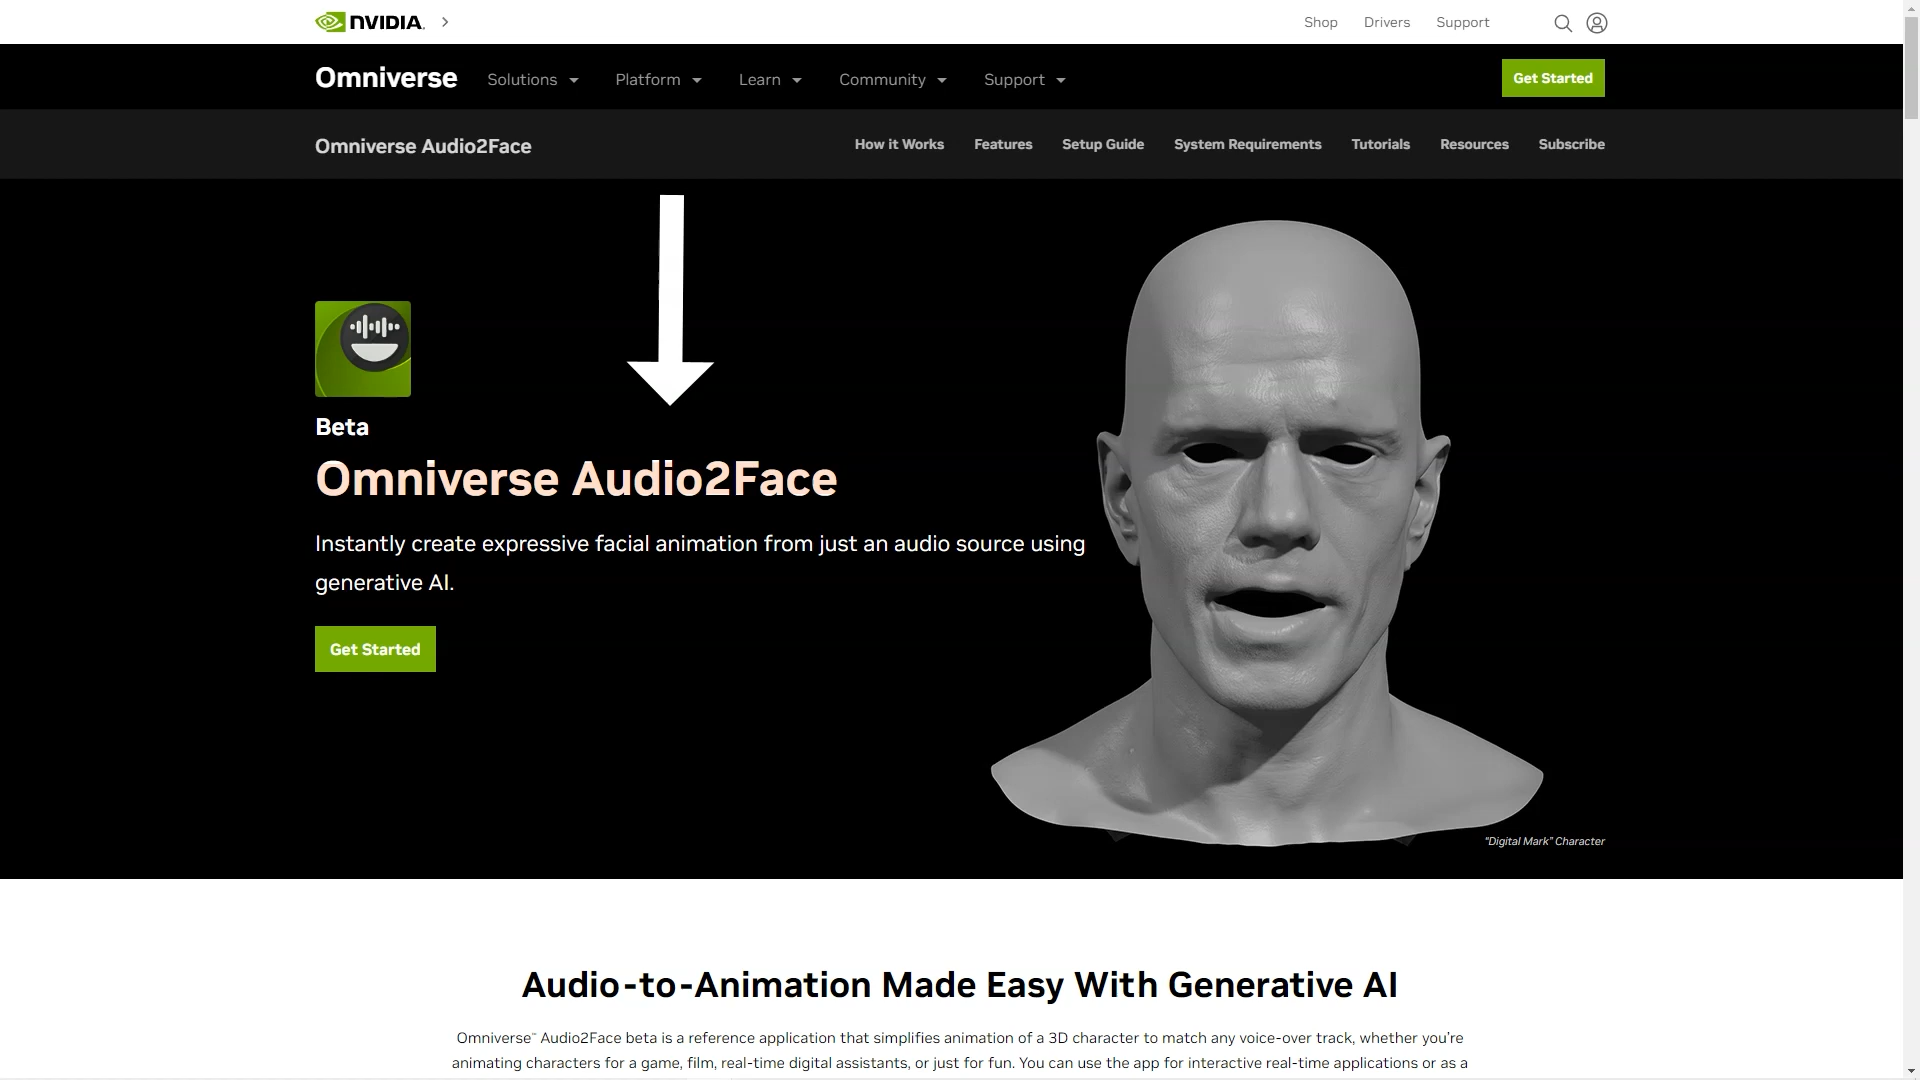 NVIDIA.
Shop Drivers Support
Omniverse Solutions Platform Learn Community Support Get Started
Omniverse Audio2Face How it Works Features Setup Guide System Requirements Tutorials Resources Subscribe
Beta
Omniverse Audio2Face
Instantly create expressive facial animation from just an audio source using
generative AI.
Get Started
“Digital Mark” Character
Audio-to-Animation Made Easy With Generative AI
Omniverse™ Audio2Face beta is a reference application that simplifies animation of a 3D character to match any voice-over track, whether you’re
animating characters for a game, film, real-time digital assistants, or just for fun. You can use the app for interactive real-time applications or as a